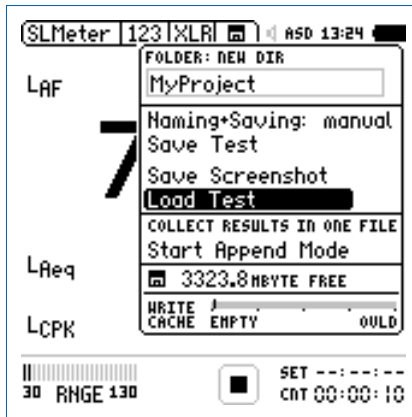 SLMeter 123 XLR ASD 13:24
FOLDER: NEW DIR
MyProject
LAF
Naming+Saving: manual
7
Save Test
Save Screenshot
Load Test
COLLECT RESULTS IN ONE FILE
Start Append Mode
LAeq
3323.8 MBYTE FREE
WRITE
CACHE EMPTY OVLD
LCPK
SET --:--:--
30 RNGE 130 CNT 00:00:10